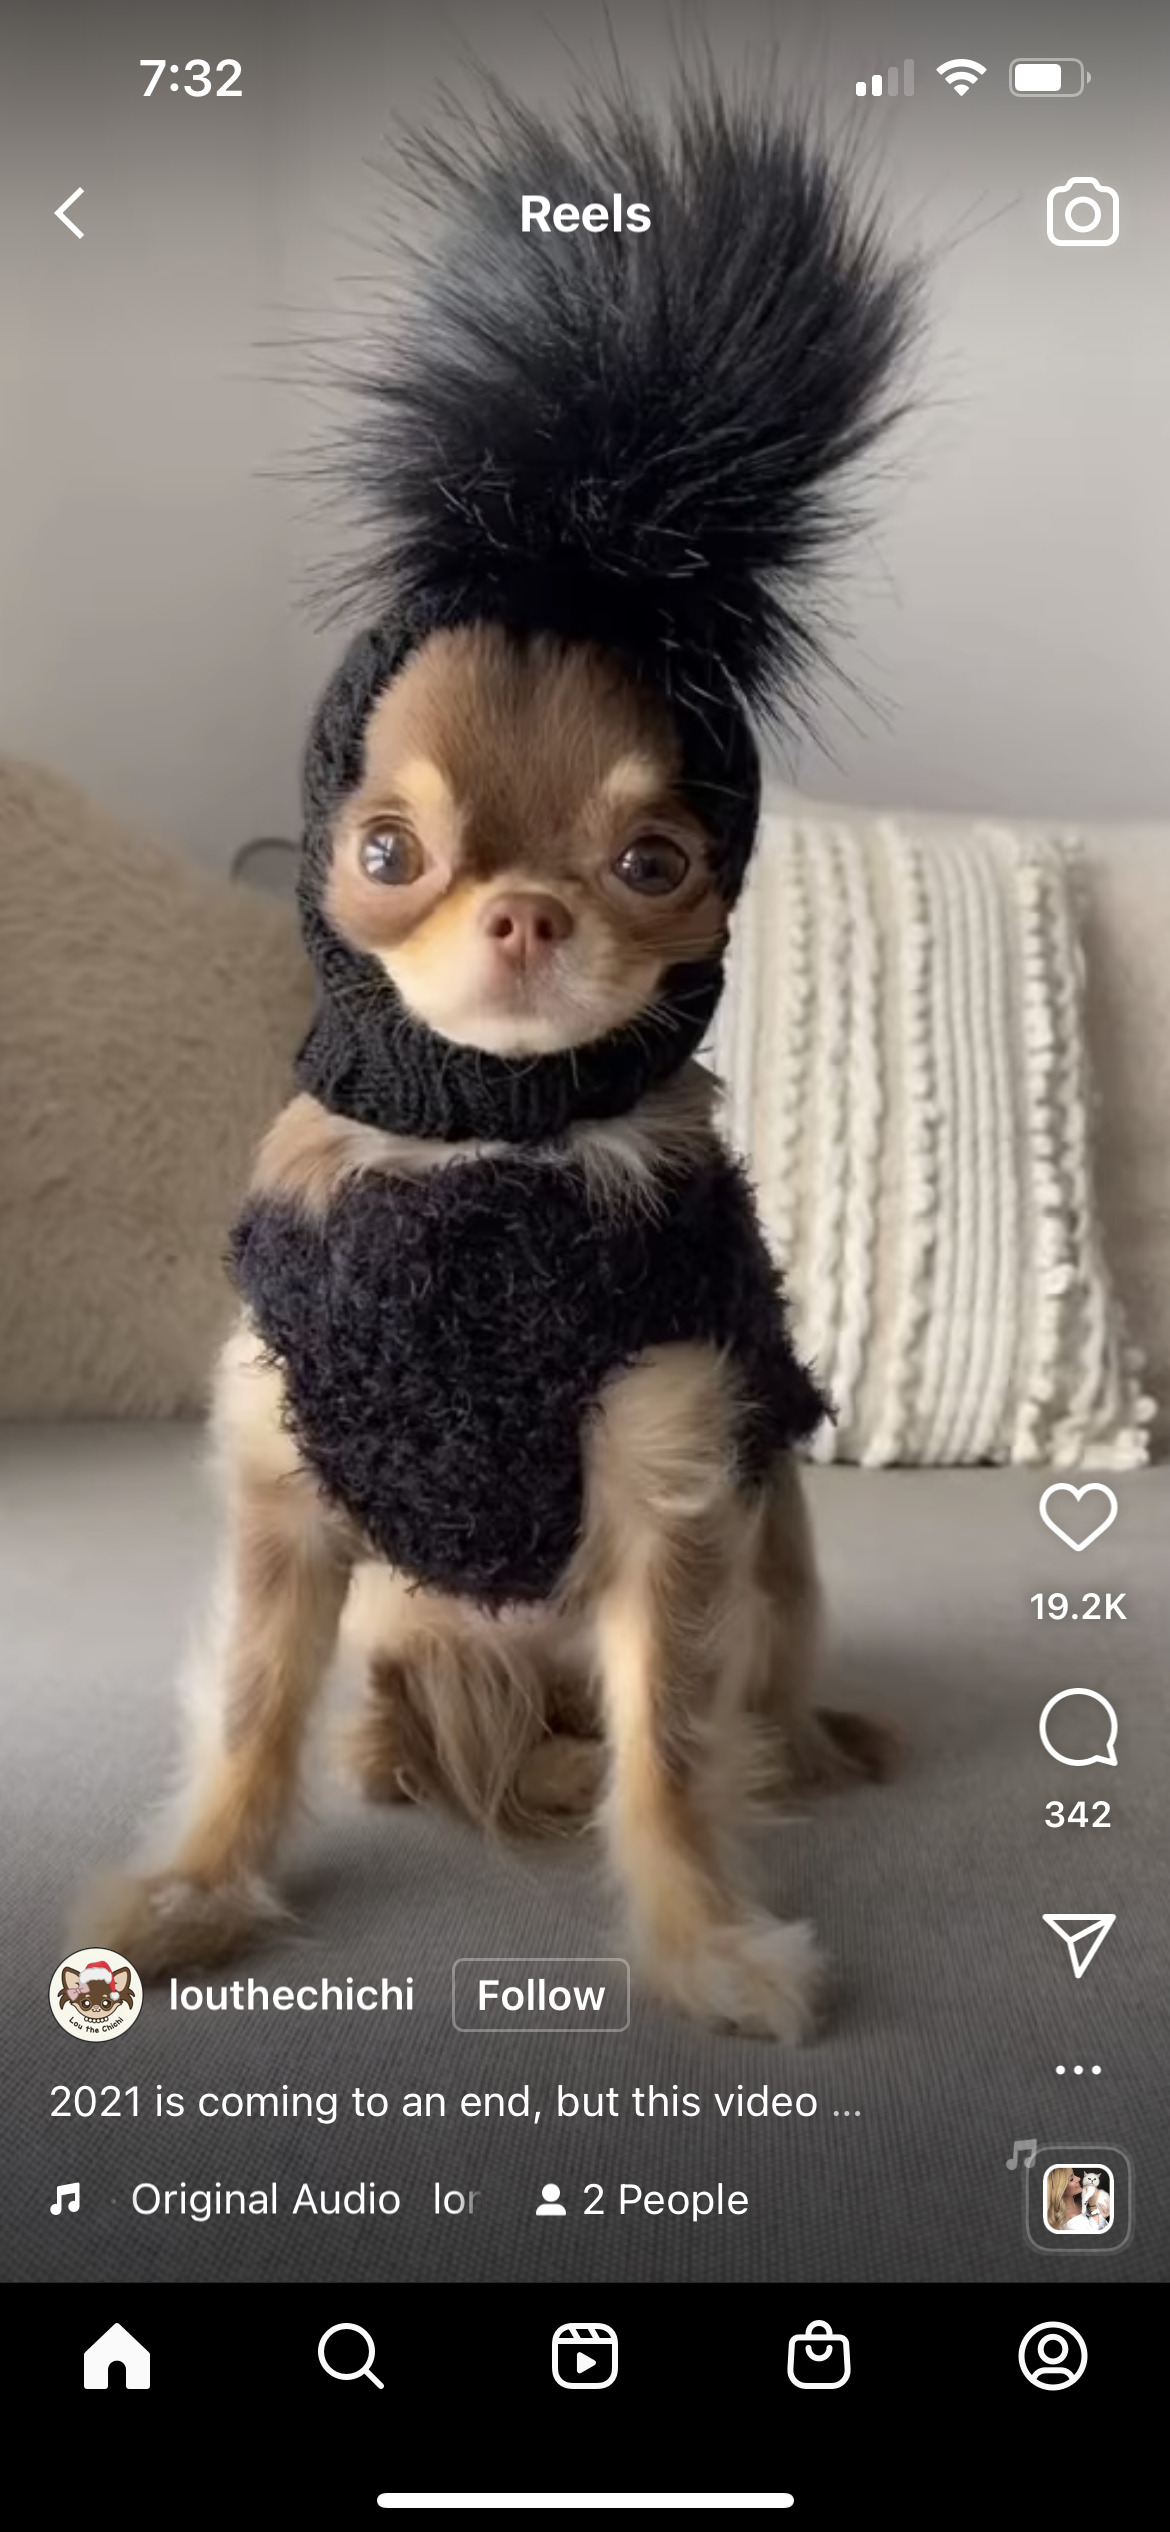 7:32
Reels
19.2K
342
Lou the Chichi
louthechichi
Follow
2021 is coming to an end, but this video ...
· Original Audio lor
2 People